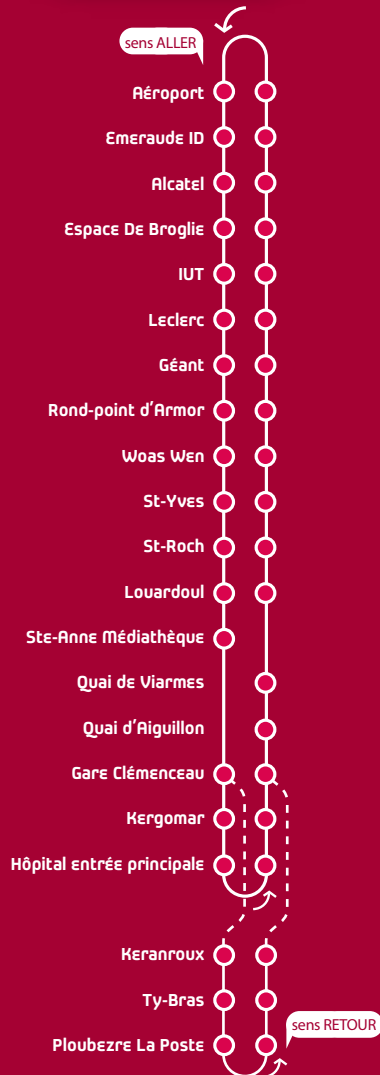 sens ALLER
Aéroport
Emeraude ID
Alcatel
Espace De Broglie
IUT
Leclerc
Géant
Rond-point d'Armor
Woas Wen
St-Yves
St-Roch
Louardoul
Ste-Anne Médiathèque
Quai de Viarmes
Quai d'Aiguillon
Gare Clémenceau
Kergomar
Hôpital entrée principale
Keranroux
Ty-Bras
sens RETOUR
Ploubezre La Poste